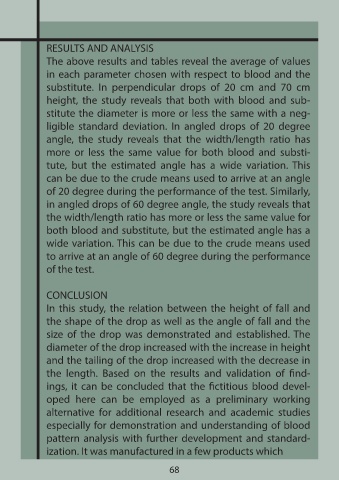 RESULTS AND ANALYSIS
The above results and tables reveal the average of values
in each parameter chosen with respect to blood and the
substitute. In perpendicular drops of 20 cm and 70 cm
height, the study reveals that both with blood and sub-
stitute the diameter is more or less the same with a neg-
ligible standard deviation. In angled drops of 20 degree
angle, the study reveals that the width/length ratio has
more or less the same value for both blood and substi-
tute, but the estimated angle has a wide variation. This
can be due to the crude means used to arrive at an angle
of 20 degree during the performance of the test. Similarly,
in angled drops of 60 degree angle, the study reveals that
the width/length ratio has more or less the same value for
both blood and substitute, but the estimated angle has a
wide variation. This can be due to the crude means used
to arrive at an angle of 60 degree during the performance
of the test.
CONCLUSION
In this study, the relation between the height of fall and
the shape of the drop as well as the angle of fall and the
size of the drop was demonstrated and established. The
diameter of the drop increased with the increase in height
and the tailing of the drop increased with the decrease in
the length. Based on the results and validation of find-
ings, it can be concluded that the fictitious blood devel-
oped here can be employed as a preliminary working
alternative for additional research and academic studies
especially for demonstration and understanding of blood
pattern analysis with further development and standard-
ization. It was manufactured in a few products which
68